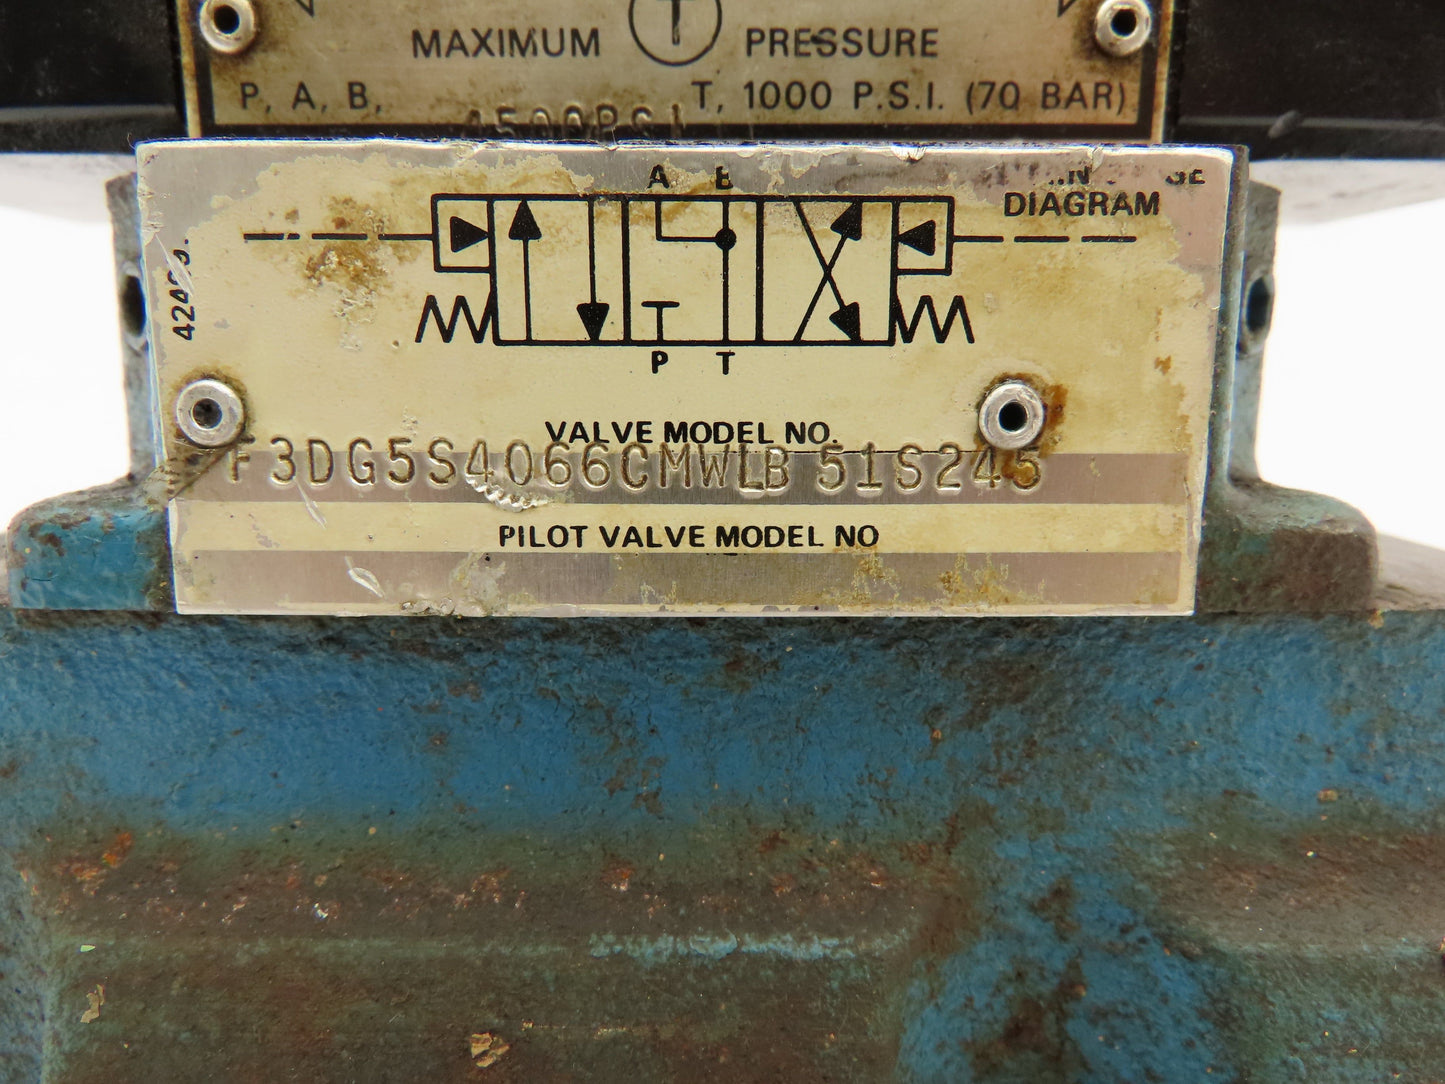 MAXIMUM T PRESSURE
P, A, B, T, 1000 P.S.I. (70 BAR)
4500PSI
A B
DIAGRAM
P T
VALVE MODEL NO.
F3DG5S4066CMWLB 51S245
PILOT VALVE MODEL NO